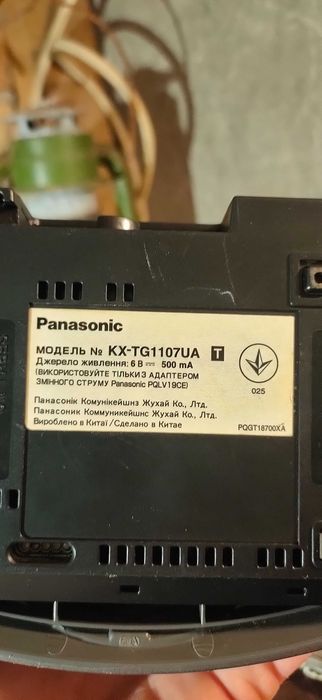 Panasonic
МОДЕЛЬ № KX-TG1107UA T
Джерело живлення: 6 В ⎓ 500 mA
(ВИКОРИСТОВУЙТЕ ТІЛЬКИ З АДАПТЕРОМ
ЗМІННОГО СТРУМУ Panasonic PQLV19CE)
025
Панасонік Комунікейшнз Жухай Ко., Лтд.
Панасоник Коммуникейшнс Жухай Ко., Лтд.
Вироблено в Китаї/Сделано в Китае
PQGT18700XA